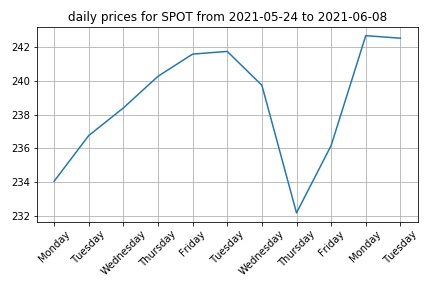 daily prices for SPOT from 2021-05-24 to 2021-06-08
242
240
238
236
234
232
Monday
Tuesday
Wednesday
Thursday
Friday
Tuesday
Wednesday
Thursday
Friday
Monday
Tuesday